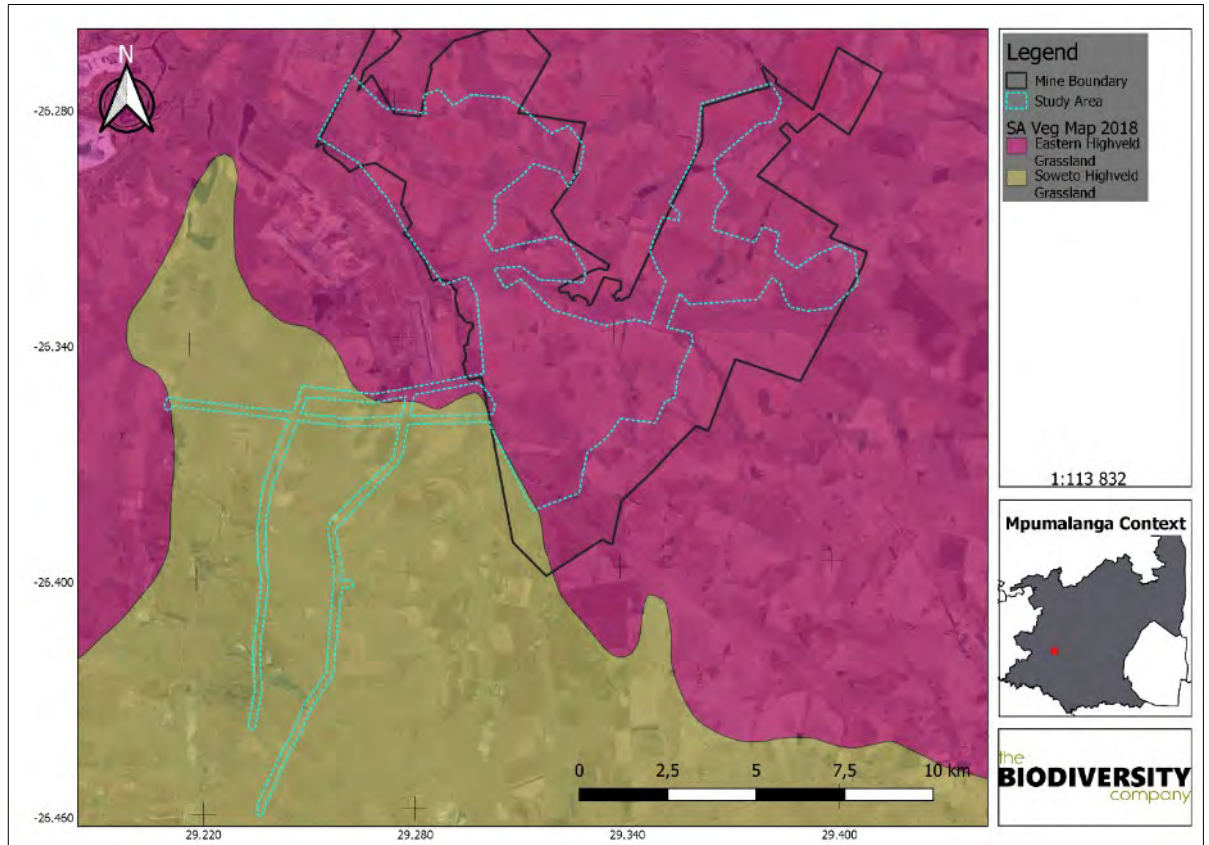 N
-26.280
-26.340
-26.400
-26.460
29.220
29.280
29.340
29.400
0
2,5
5
7,5
10 km
Legend
Mine Boundary
Study Area
SA Veg Map 2018
Eastern Highveld
Grassland
Soweto Highveld
Grassland
1:113 832
Mpumalanga Context
the
BIODIVERSITY
company